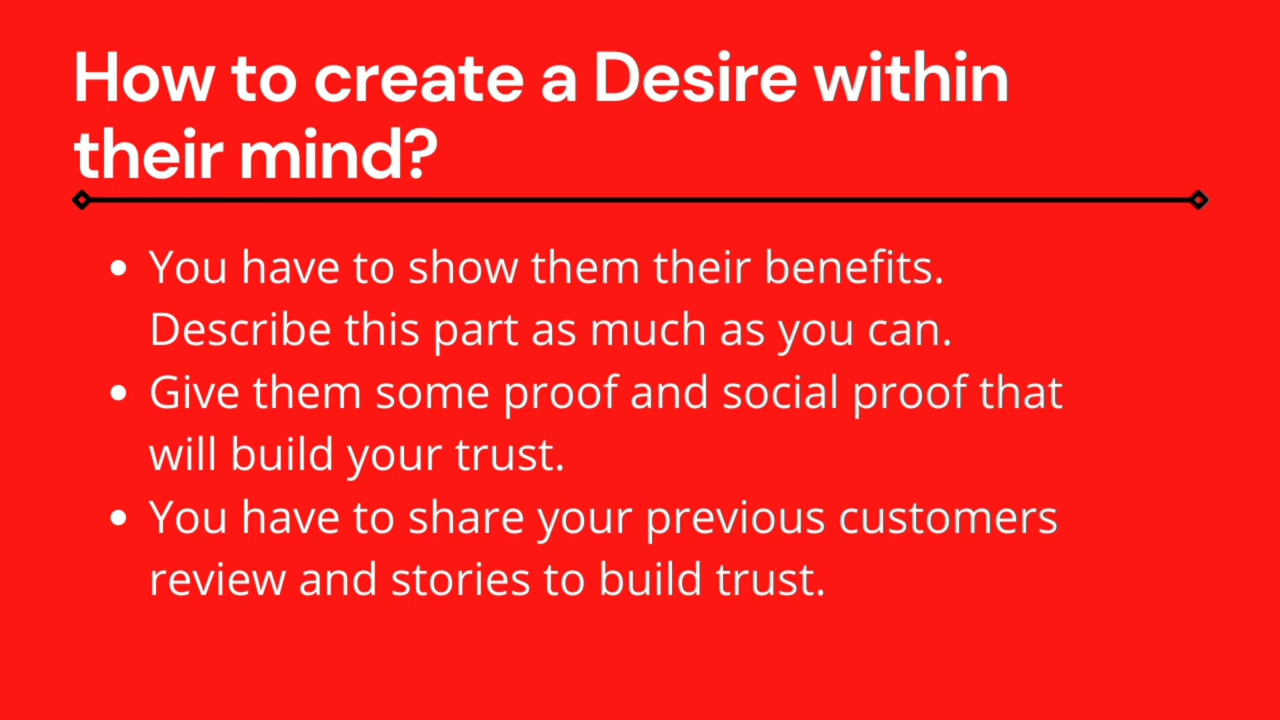 How to create a Desire within
their mind?
• You have to show them their benefits.
Describe this part as much as you can.
• Give them some proof and social proof that
will build your trust.
• You have to share your previous customers
review and stories to build trust.